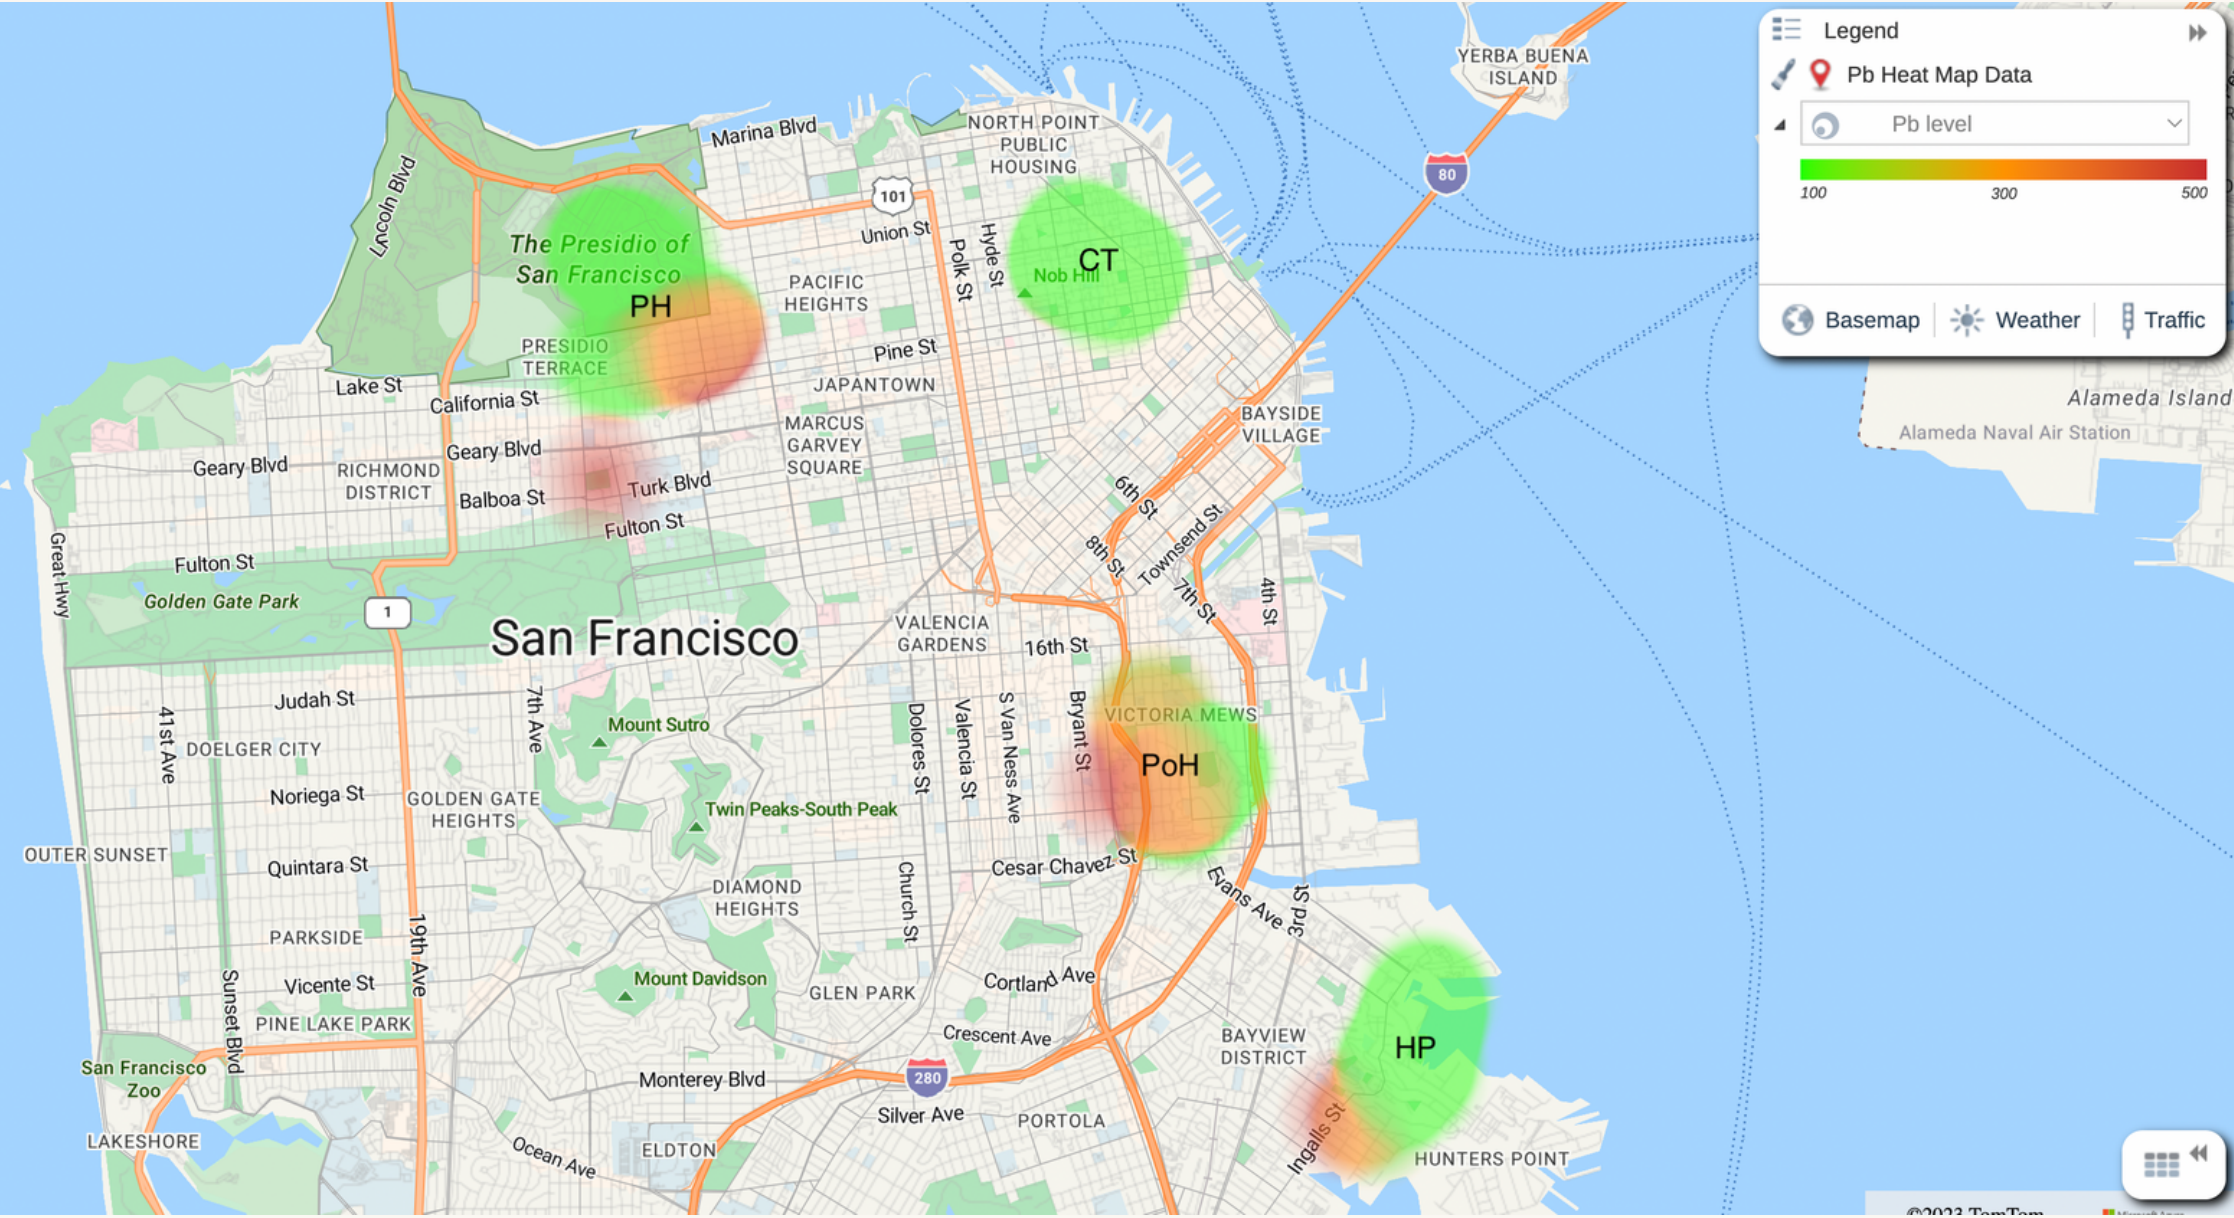 YERBA BUENA
ISLAND
Legend
Pb Heat Map Data
Pb level
100 300 500
Basemap
Weather
Traffic
Marina Blvd
NORTH POINT
PUBLIC
HOUSING
Lincoln Blvd
101
80
Union St
Hyde St
Polk St
The Presidio of
San Francisco
PH
CT
Nob Hill
PACIFIC
HEIGHTS
PRESIDIO
TERRACE
Pine St
JAPANTOWN
Lake St
California St
Alameda Island
Alameda Naval Air Station
BAYSIDE
VILLAGE
MARCUS
GARVEY
SQUARE
Geary Blvd
Geary Blvd
RICHMOND
DISTRICT
Balboa St
Turk Blvd
Fulton St
6th St
8th St
Townsend St
7th St
4th St
Great Hwy
Fulton St
Golden Gate Park
1
San Francisco
VALENCIA
GARDENS
16th St
Judah St
41st Ave
7th Ave
Mount Sutro
DOELGER CITY
Dolores St
Valencia St
S Van Ness Ave
Bryant St
VICTORIA MEWS
PoH
Noriega St
GOLDEN GATE
HEIGHTS
Twin Peaks-South Peak
OUTER SUNSET
Quintara St
Cesar Chavez St
Evans Ave
3rd St
DIAMOND
HEIGHTS
Church St
PARKSIDE
19th Ave
Vicente St
Sunset Blvd
Mount Davidson
GLEN PARK
Cortland Ave
PINE LAKE PARK
Crescent Ave
BAYVIEW
DISTRICT
HP
San Francisco
Zoo
Monterey Blvd
280
Silver Ave
PORTOLA
Ingalls St
HUNTERS POINT
LAKESHORE
Ocean Ave
ELDTON
©2023 TomTom